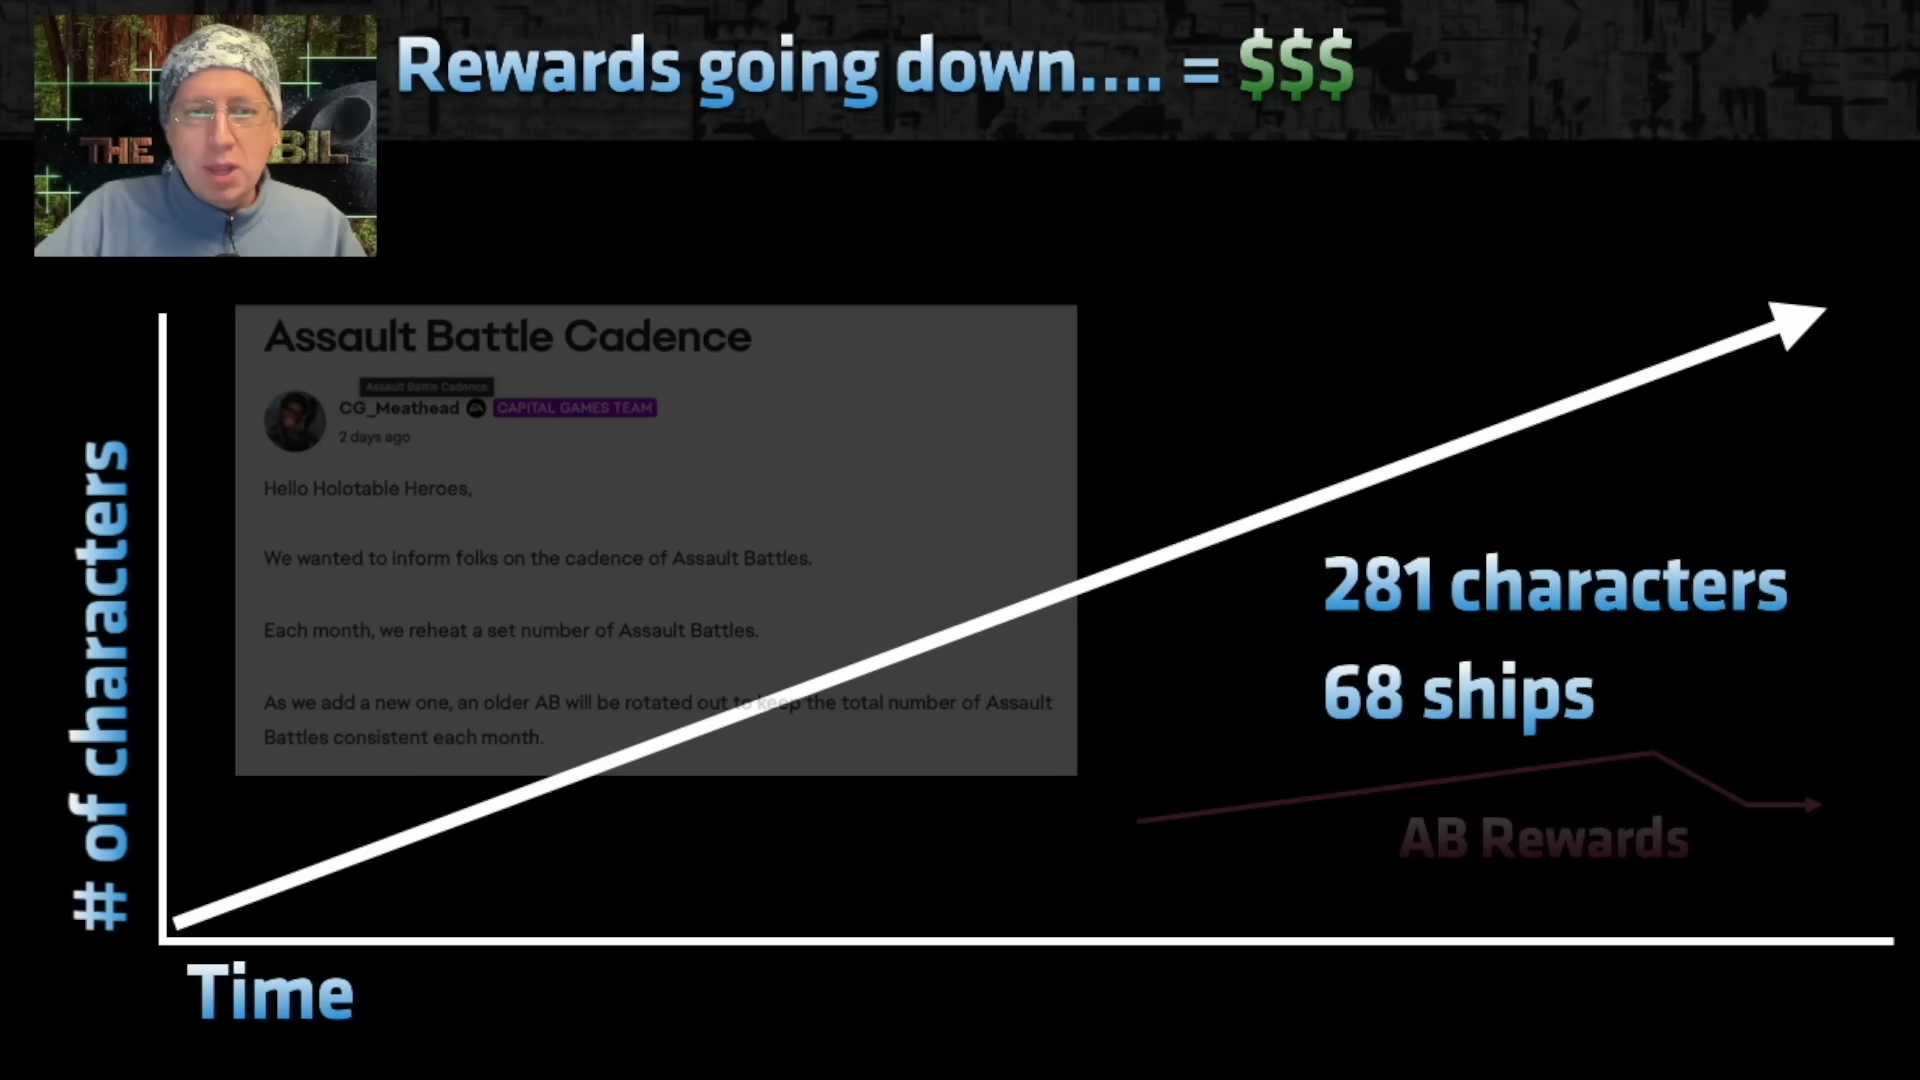 Rewards going down.... = $$$
THE BIL
Assault Battle Cadence
Assault Battle Cadence
CG_Meathead EA CAPITAL GAMES TEAM
2 days ago
Hello Holotable Heroes,
We wanted to inform folks on the cadence of Assault Battles.
Each month, we reheat a set number of Assault Battles.
As we add a new one, an older AB will be rotated out to keep the total number of Assault
Battles consistent each month.
# of characters
281 characters
68 ships
AB Rewards
Time